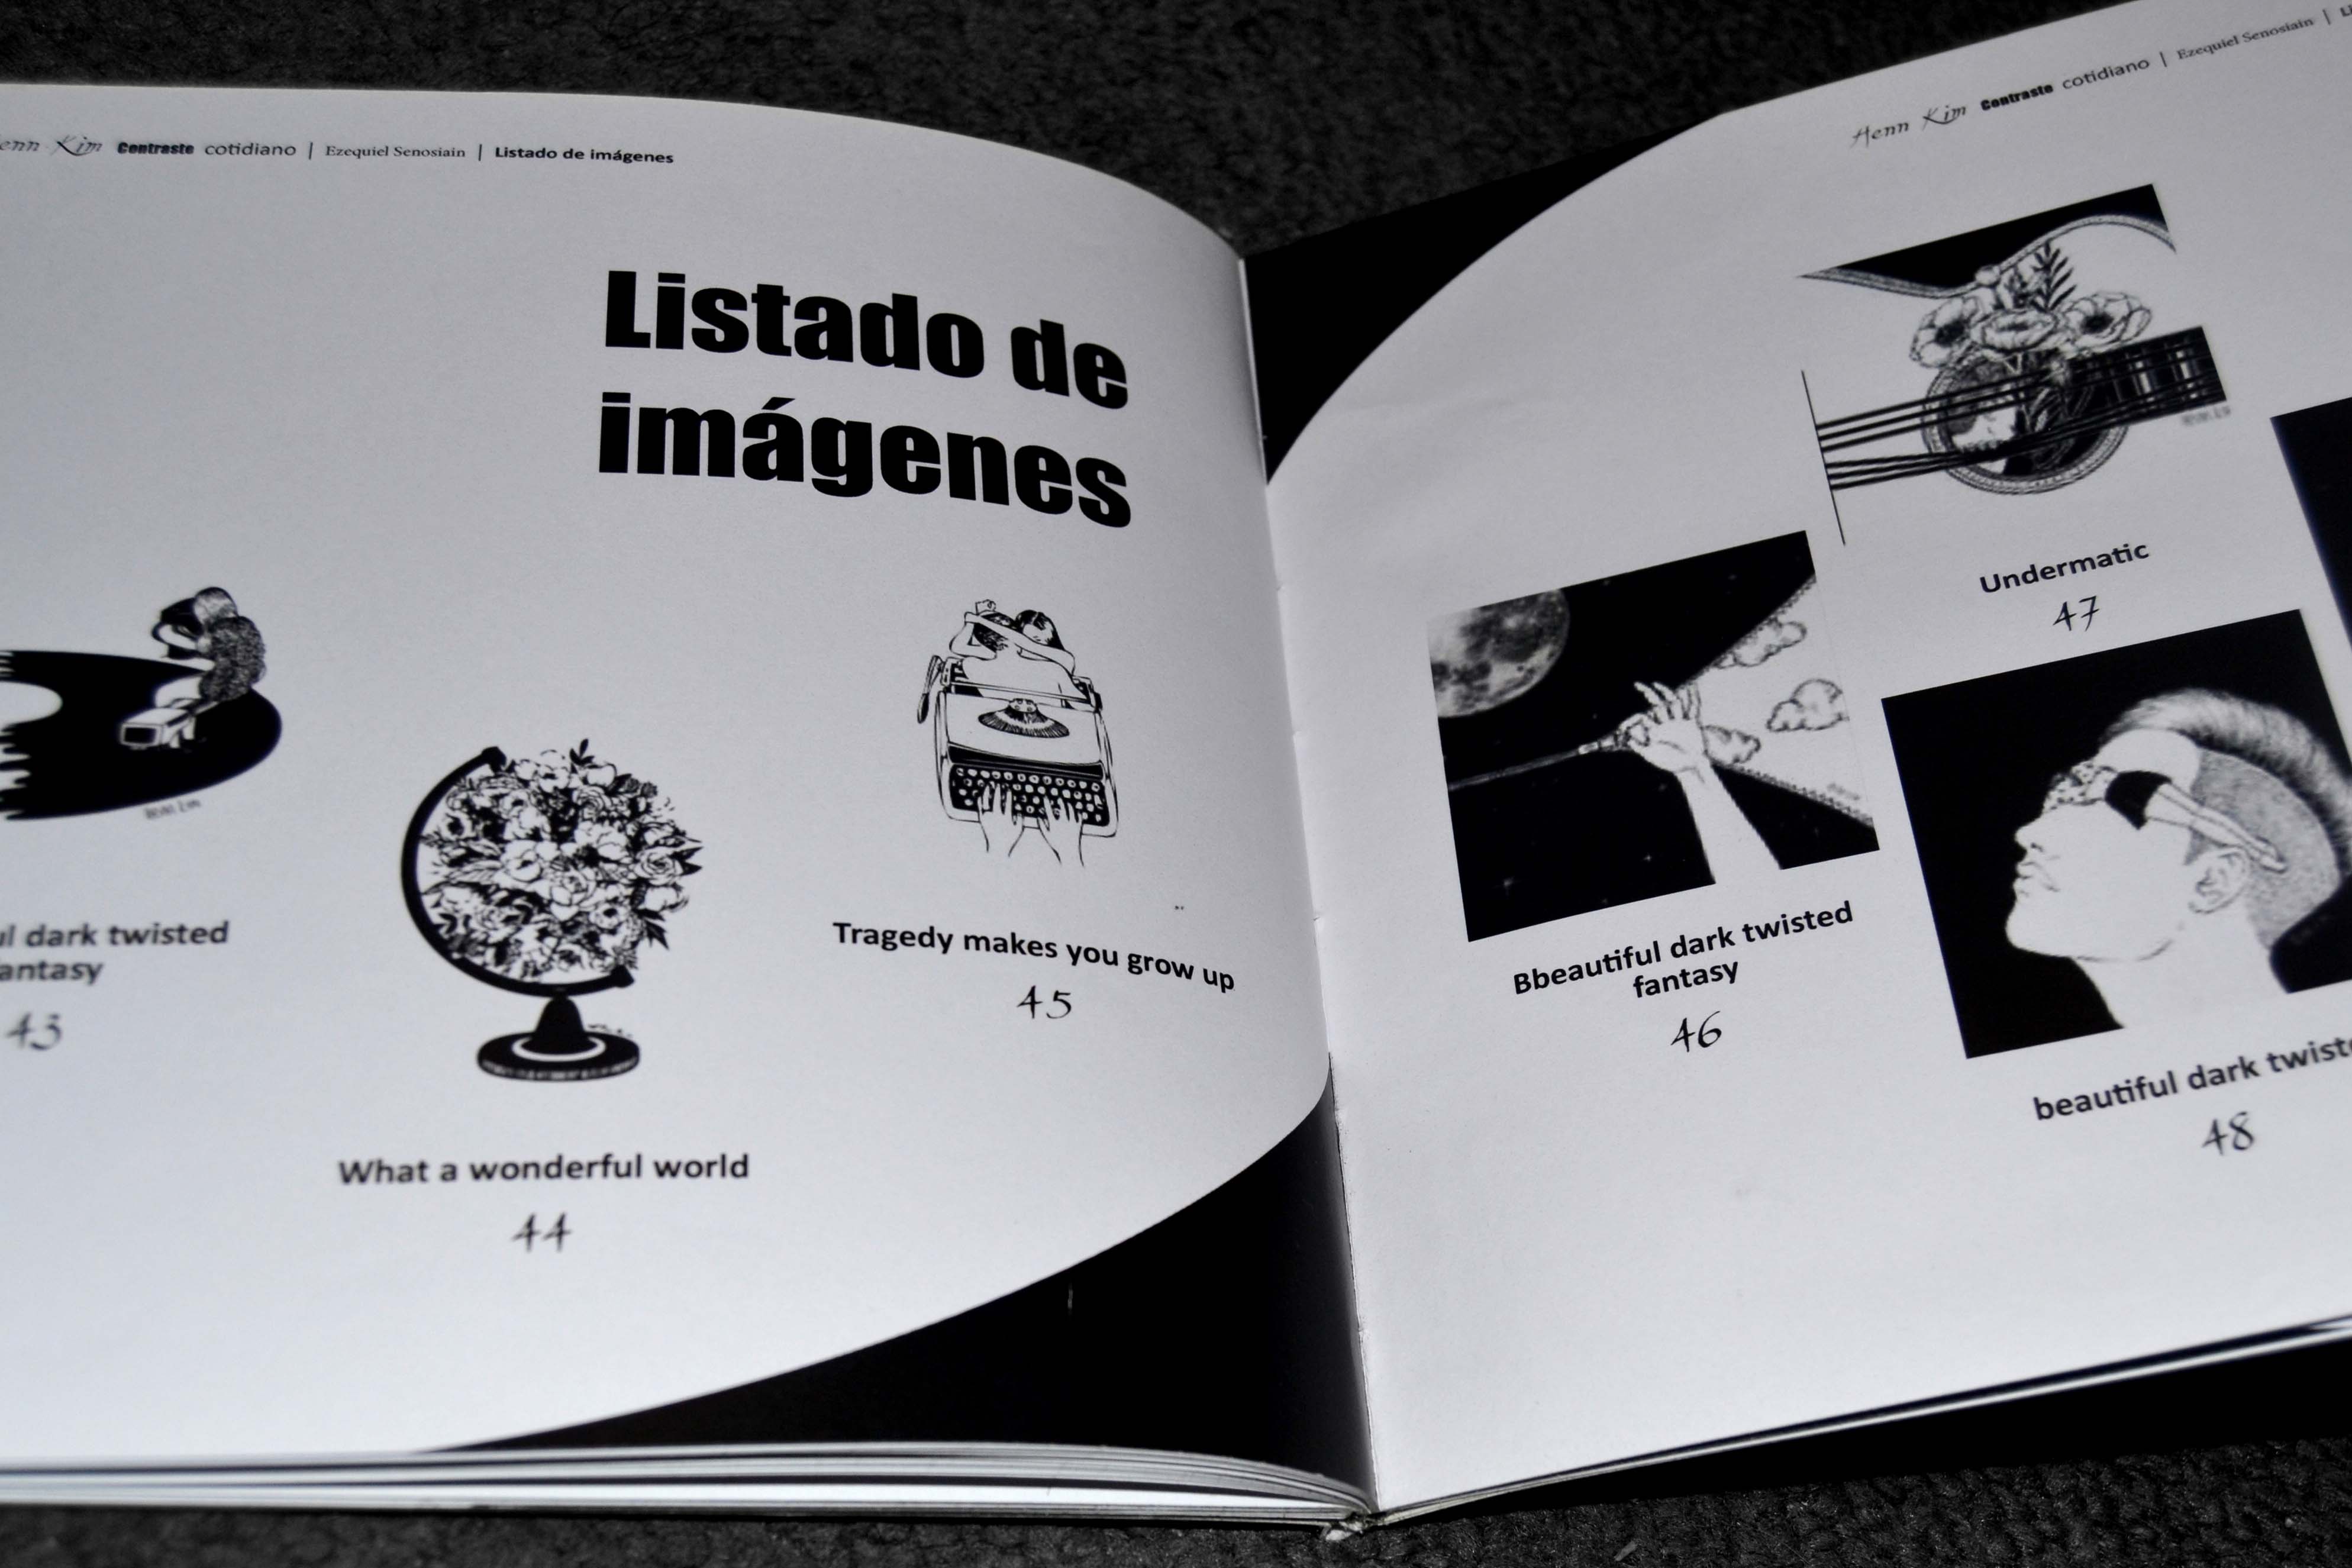 Kim Contraste cotidiano | Ezequiel Senosiain | Listado de imágenes
Listado de
imágenes
dark twisted
43
What a wonderful world
44
Tragedy makes you grow up
45
Henn Kim Contraste cotidiano | Ezequiel Senosiain |
Undermatic
47
Bbeautiful dark twisted
fantasy
46
beautiful dark
48